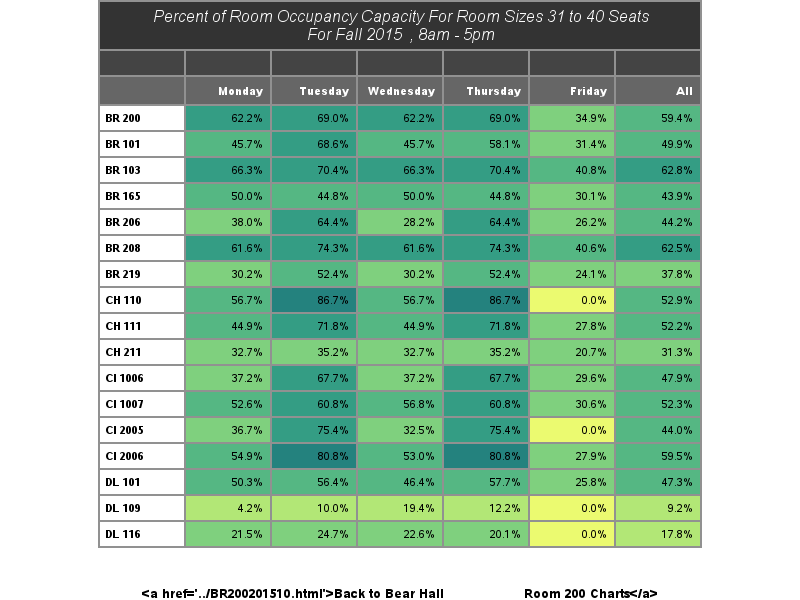 Percent of Room Occupancy Capacity For Room Sizes 31 to 40 Seats
For Fall 2015 , 8am - 5pm
Monday Tuesday Wednesday Thursday Friday All
BR 200 62.2% 69.0% 62.2% 69.0% 34.9% 59.4%
BR 101 45.7% 68.6% 45.7% 58.1% 31.4% 49.9%
BR 103 66.3% 70.4% 66.3% 70.4% 40.8% 62.8%
BR 165 50.0% 44.8% 50.0% 44.8% 30.1% 43.9%
BR 206 38.0% 64.4% 28.2% 64.4% 26.2% 44.2%
BR 208 61.6% 74.3% 61.6% 74.3% 40.6% 62.5%
BR 219 30.2% 52.4% 30.2% 52.4% 24.1% 37.8%
CH 110 56.7% 86.7% 56.7% 86.7% 0.0% 52.9%
CH 111 44.9% 71.8% 44.9% 71.8% 27.8% 52.2%
CH 211 32.7% 35.2% 32.7% 35.2% 20.7% 31.3%
CI 1006 37.2% 67.7% 37.2% 67.7% 29.6% 47.9%
CI 1007 52.6% 60.8% 56.8% 60.8% 30.6% 52.3%
CI 2005 36.7% 75.4% 32.5% 75.4% 0.0% 44.0%
CI 2006 54.9% 80.8% 53.0% 80.8% 27.9% 59.5%
DL 101 50.3% 56.4% 46.4% 57.7% 25.8% 47.3%
DL 109 4.2% 10.0% 19.4% 12.2% 0.0% 9.2%
DL 116 21.5% 24.7% 22.6% 20.1% 0.0% 17.8%
<a href='../BR200201510.html'>Back to Bear Hall Room 200 Charts</a>